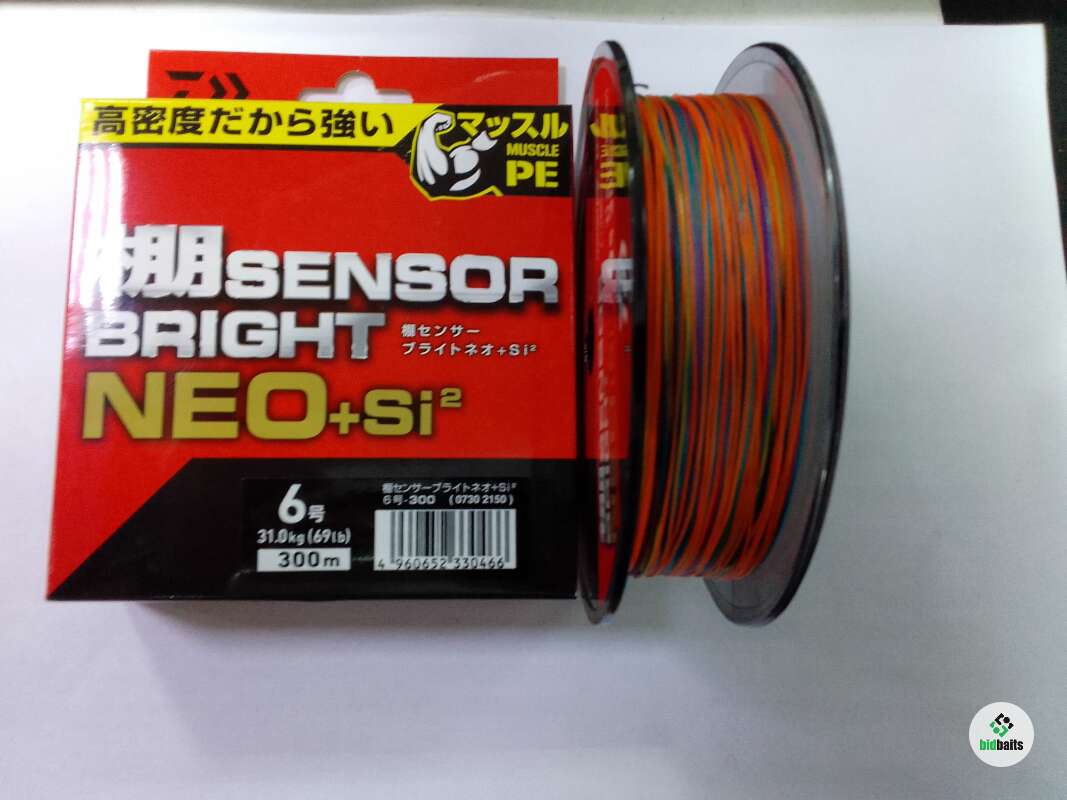 高密度だから強い
マッスル
MUSCLE
PE
棚SENSOR
BRIGHT
棚センサー
ブライトネオ+Si²
NEO+Si²
6号
31.0kg(69lb)
300m
棚センサーブライトネオ+Si²
6号-300 (0730 2150)
4 960652 330466
bidbaits